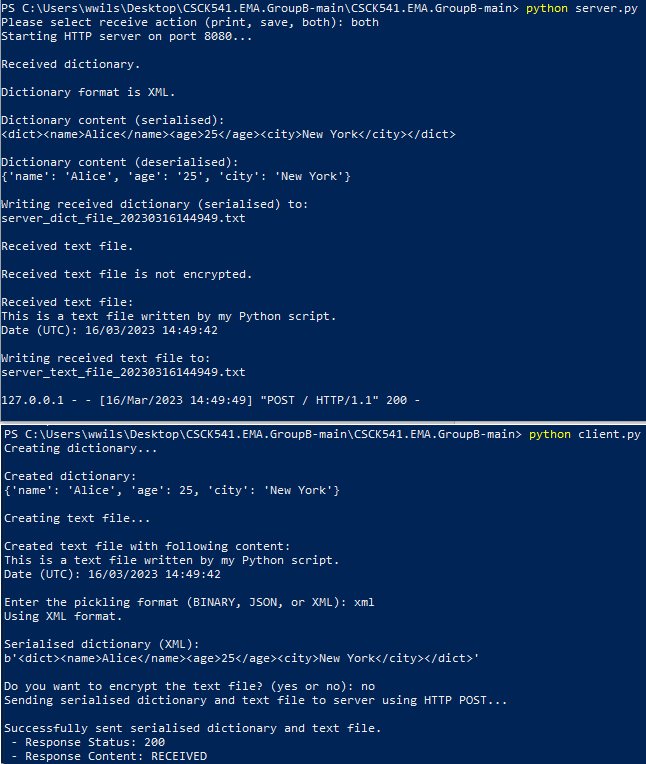 PS C:\Users\wwils\Desktop\CSCK541.EMA.GroupB-main\CSCK541.EMA.GroupB-main> python server.py
Please select receive action (print, save, both): both
Starting HTTP server on port 8080...
Received dictionary.
Dictionary format is XML.
Dictionary content (serialised):
<dict><name>Alice</name><age>25</age><city>New York</city></dict>
Dictionary content (deserialised):
{'name': 'Alice', 'age': '25', 'city': 'New York'}
Writing received dictionary (serialised) to:
server_dict_file_20230316144949.txt
Received text file.
Received text file is not encrypted.
Received text file:
This is a text file written by my Python script.
Date (UTC): 16/03/2023 14:49:42
Writing received text file to:
server_text_file_20230316144949.txt
127.0.0.1 - - [16/Mar/2023 14:49:49] "POST / HTTP/1.1" 200 -
PS C:\Users\wwils\Desktop\CSCK541.EMA.GroupB-main\CSCK541.EMA.GroupB-main> python client.py
Creating dictionary...
Created dictionary:
{'name': 'Alice', 'age': 25, 'city': 'New York'}
Creating text file...
Created text file with following content:
This is a text file written by my Python script.
Date (UTC): 16/03/2023 14:49:42
Enter the pickling format (BINARY, JSON, or XML): xml
Using XML format.
Serialised dictionary (XML):
b'<dict><name>Alice</name><age>25</age><city>New York</city></dict>'
Do you want to encrypt the text file? (yes or no): no
Sending serialised dictionary and text file to server using HTTP POST...
Successfully sent serialised dictionary and text file.
- Response Status: 200
- Response Content: RECEIVED